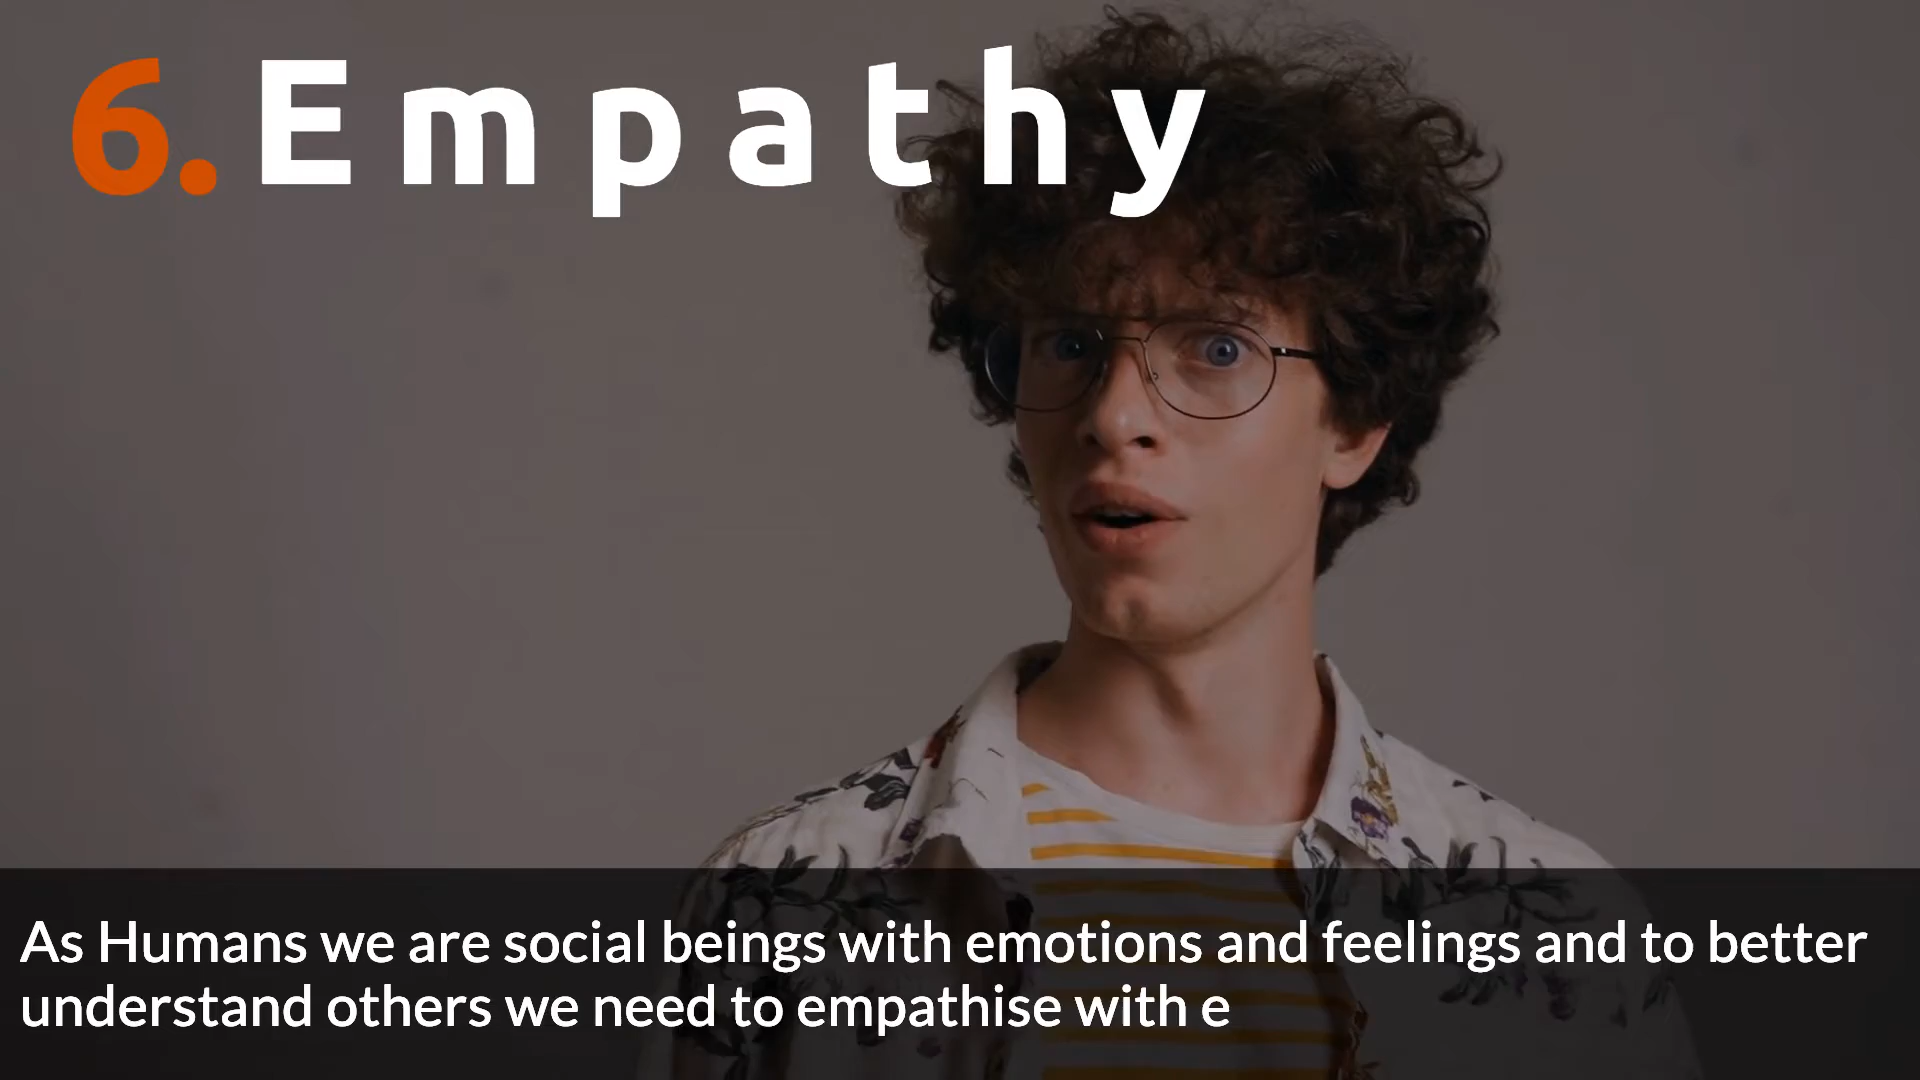 6. Empathy
As Humans we are social beings with emotions and feelings and to better
understand others we need to empathise with e